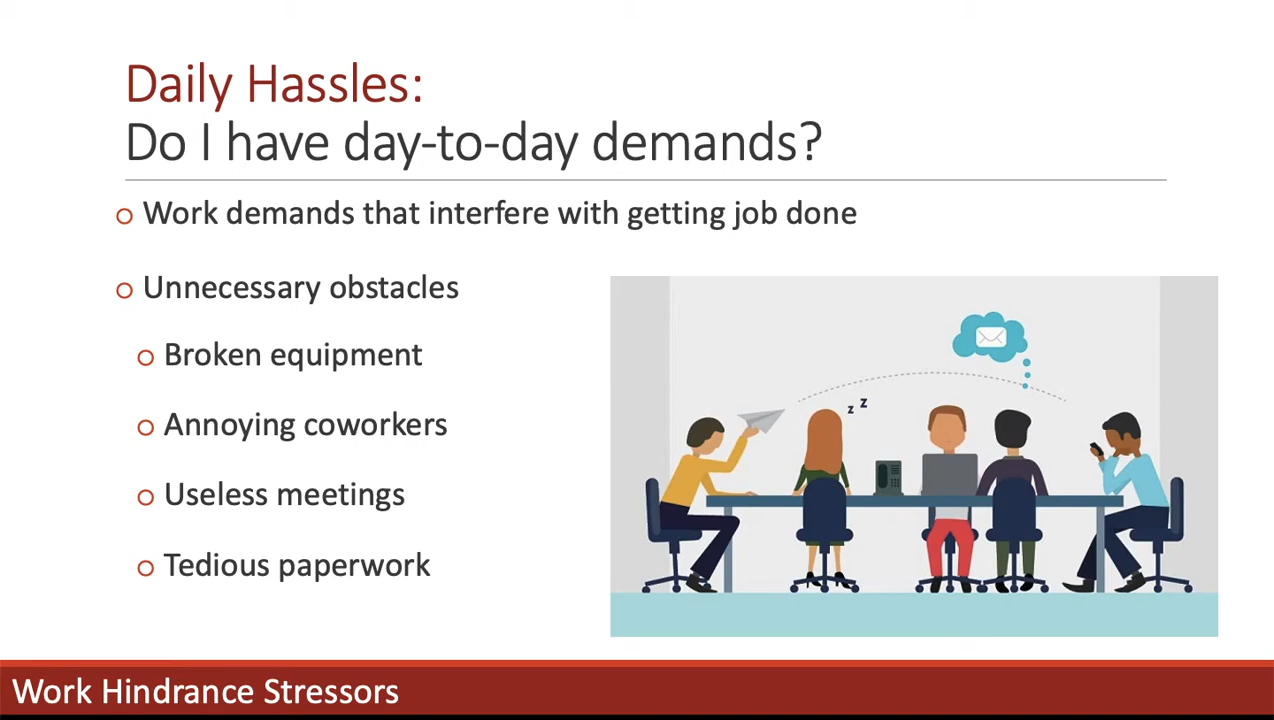 Daily Hassles:
Do I have day-to-day demands?
o Work demands that interfere with getting job done
o Unnecessary obstacles
o Broken equipment
o Annoying coworkers
o Useless meetings
o Tedious paperwork
z z
Work Hindrance Stressors